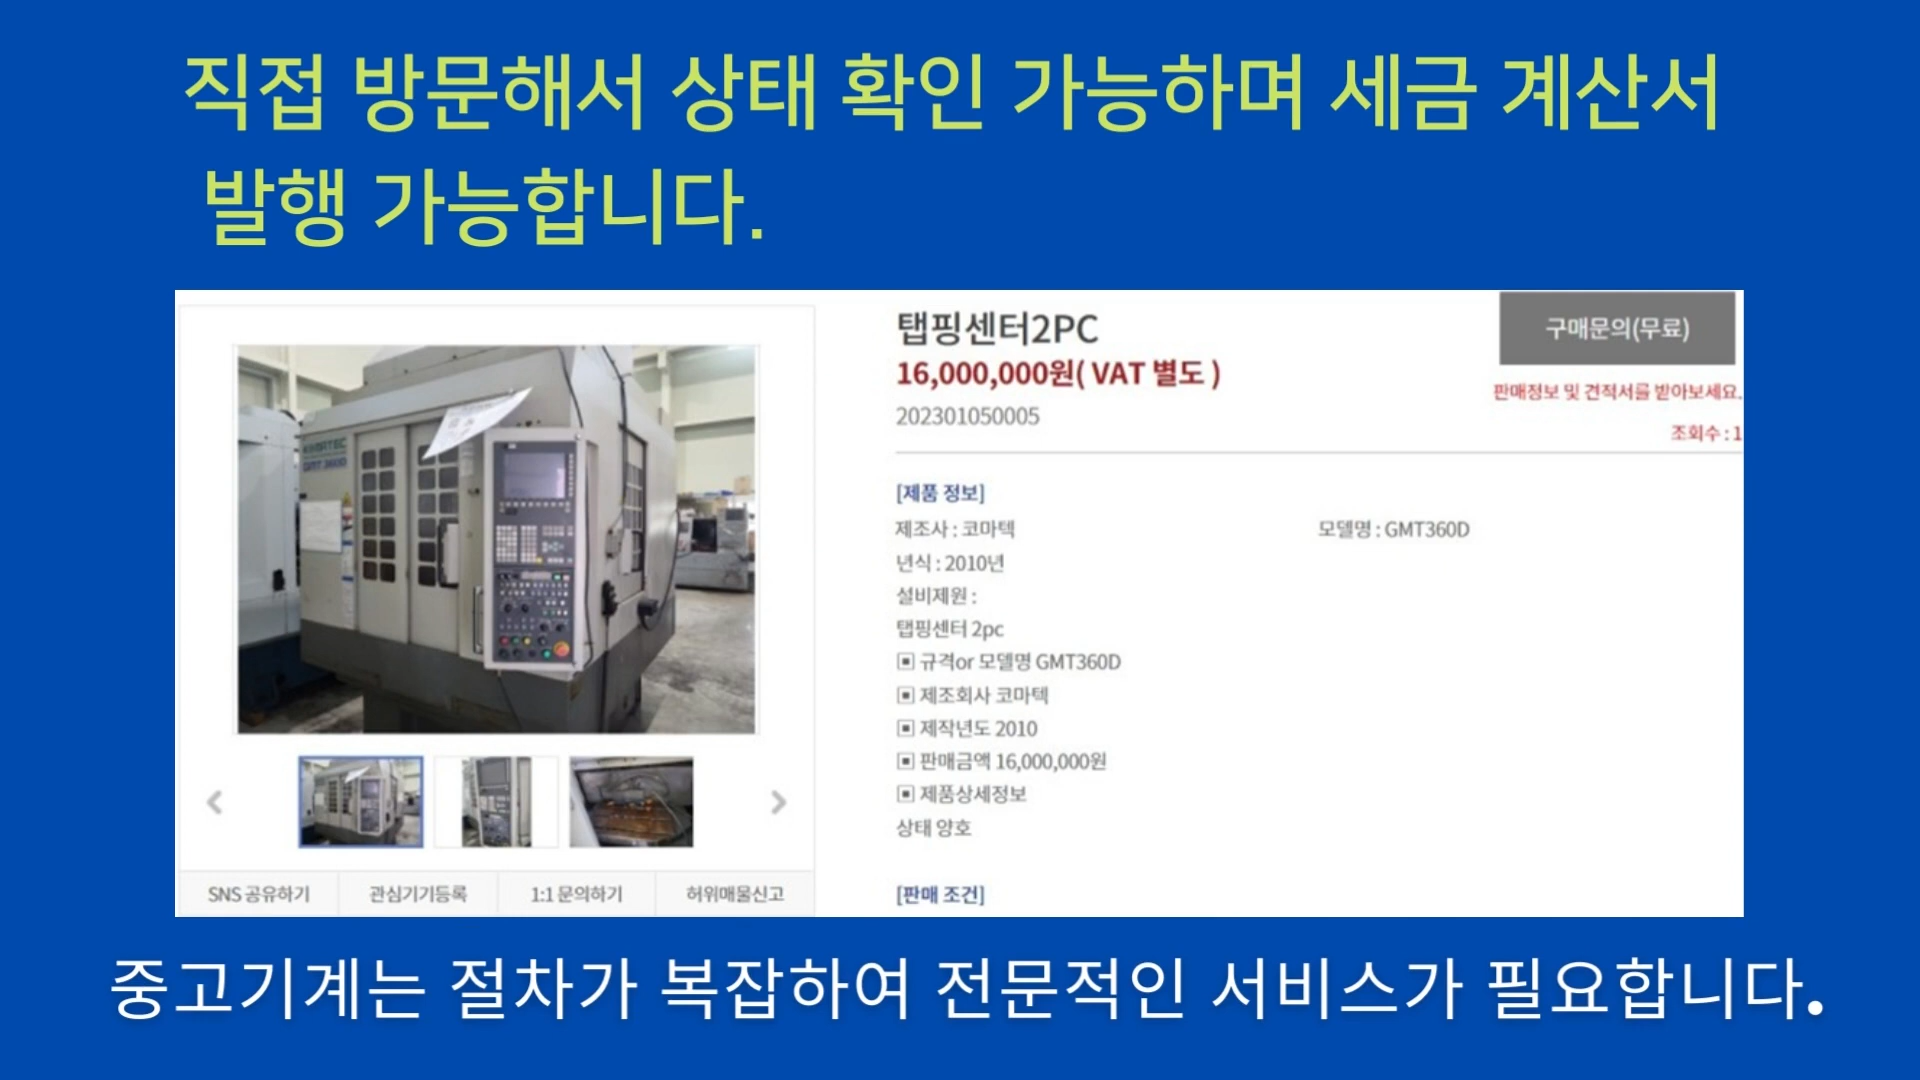 직접 방문해서 상태 확인 가능하며 세금 계산서
발행 가능합니다.
탭핑센터2PC
구매문의(무료)
16,000,000원( VAT 별도 )
판매정보 및 견적서를 받아보세요.
202301050005
조회수 : 1
[제품 정보]
제조사 : 코마텍
모델명 : GMT360D
년식 : 2010년
설비제원 :
탭핑센터 2pc
▣ 규격or 모델명 GMT360D
▣ 제조회사 코마텍
▣ 제작년도 2010
▣ 판매금액 16,000,000원
▣ 제품상세정보
상태 양호
[판매 조건]
SNS 공유하기
관심기기등록
1:1 문의하기
허위매물신고
중고기계는 절차가 복잡하여 전문적인 서비스가 필요합니다.